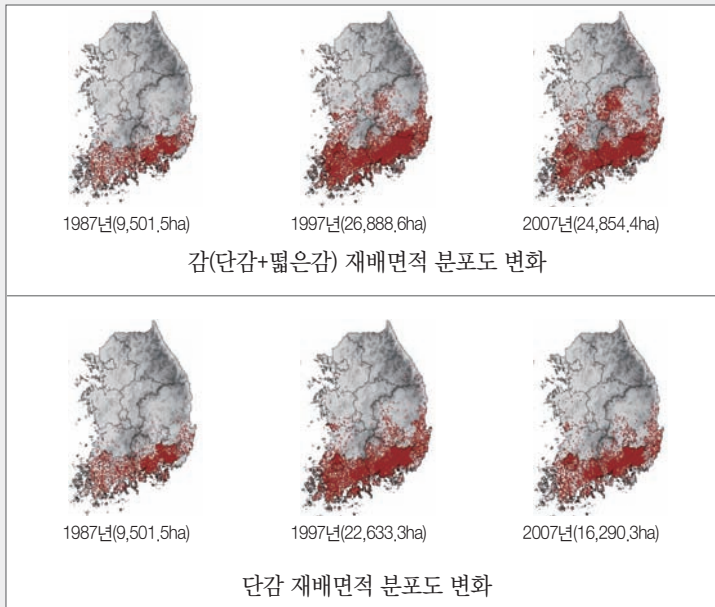 1987년(9,501.5ha) 1997년(26,888.6ha) 2007년(24,854.4ha)
감(단감+떫은감) 재배면적 분포도 변화
1987년(9,501.5ha) 1997년(22,633.3ha) 2007년(16,290.3ha)
단감 재배면적 분포도 변화